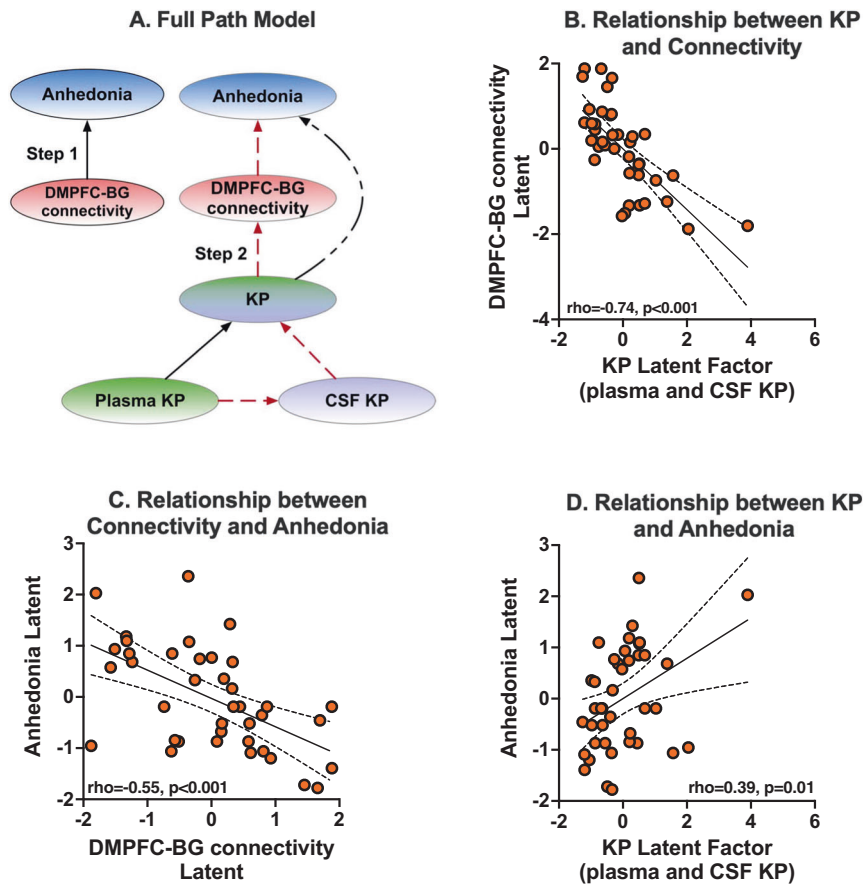 A. Full Path Model
Anhedonia
Anhedonia
Step 1
DMPFC-BG
connectivity
DMPFC-BG
connectivity
Step 2
KP
Plasma KP
CSF KP
B. Relationship between KP
and Connectivity
DMPFC-BG connectivity
Latent
2
0
-2
-4
rho=-0.74, p<0.001
-2
0
2
4
6
KP Latent Factor
(plasma and CSF KP)
C. Relationship between
Connectivity and Anhedonia
Anhedonia Latent
3
2
1
0
-1
-2
rho=-0.55, p<0.001
-2
-1
0
1
2
DMPFC-BG connectivity
Latent
D. Relationship between KP
and Anhedonia
Anhedonia Latent
3
2
1
0
-1
-2
rho=0.39, p=0.01
-2
0
2
4
6
KP Latent Factor
(plasma and CSF KP)